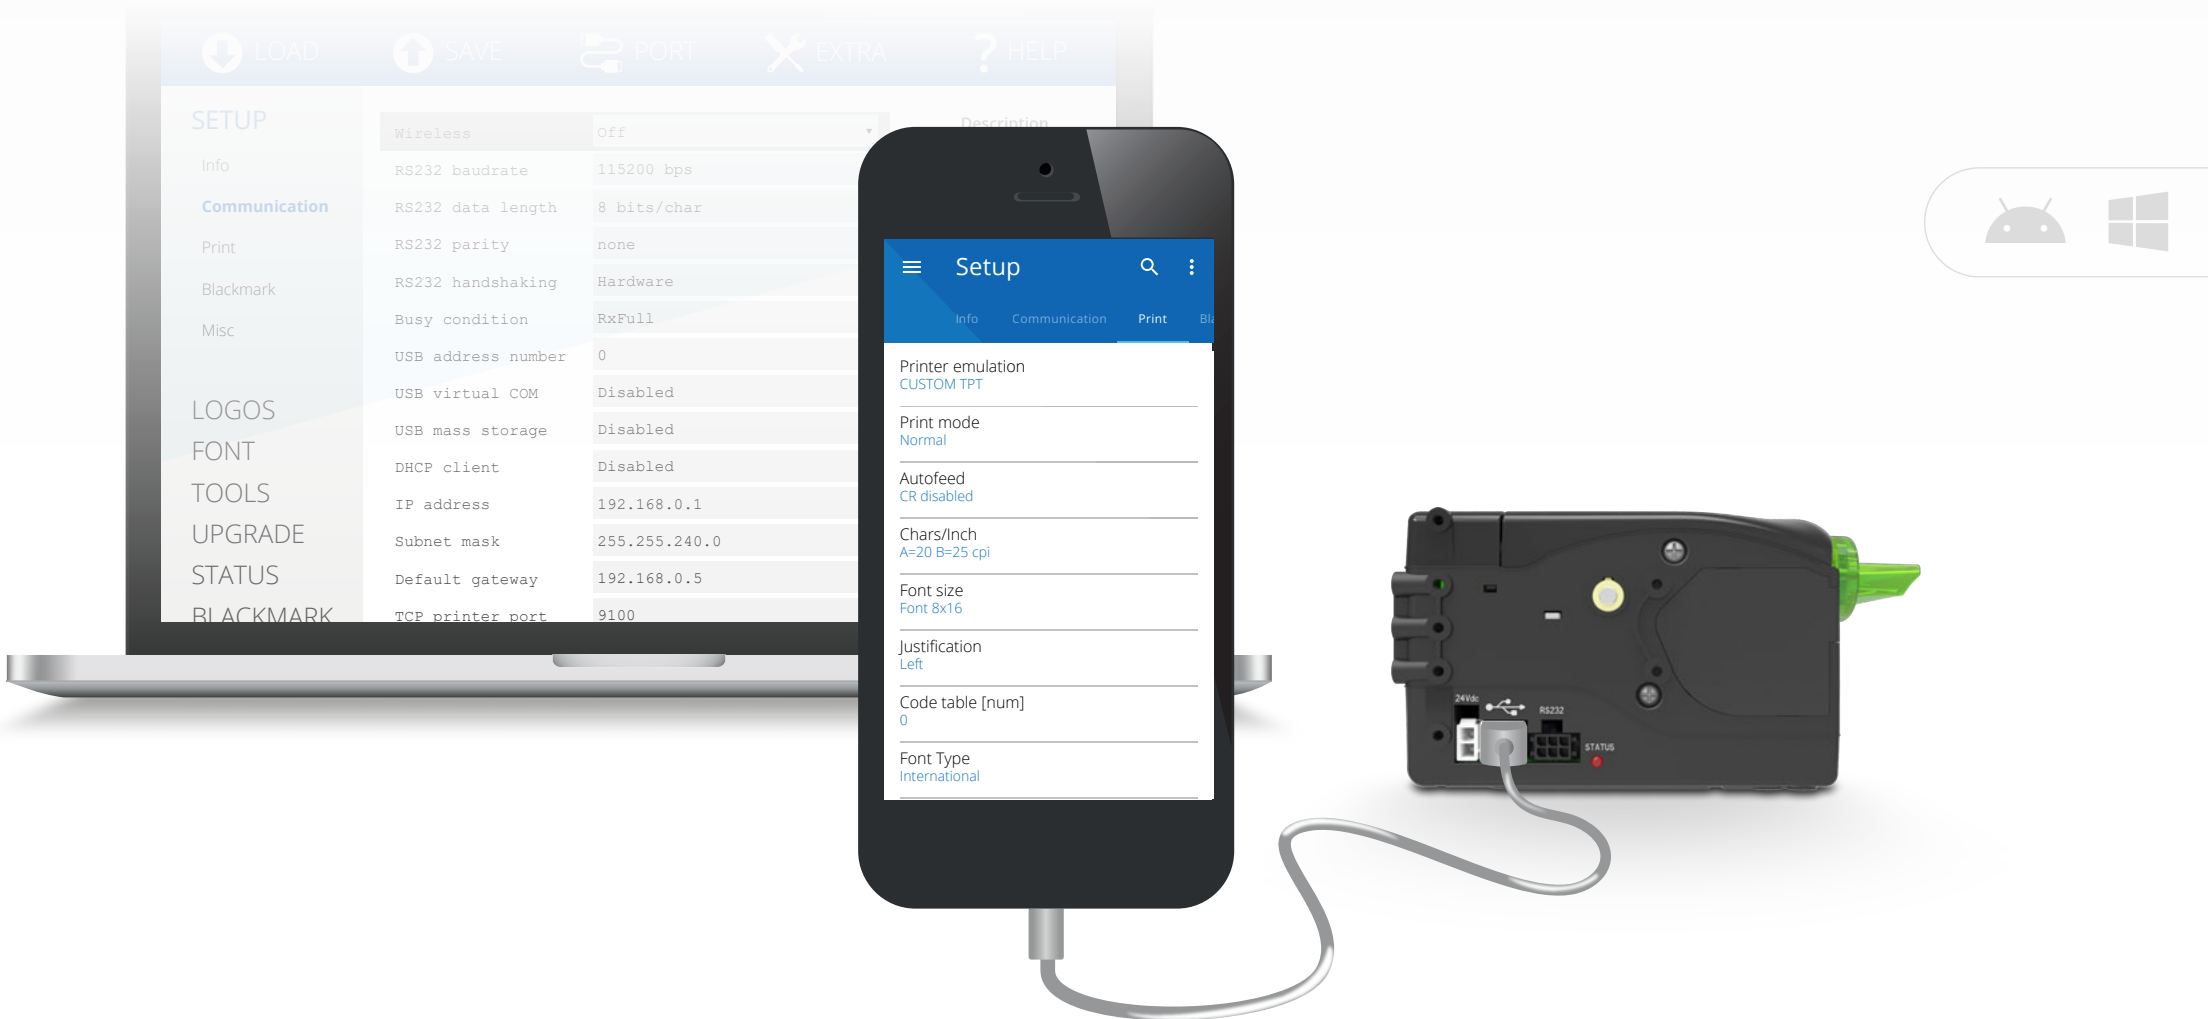 LOAD SAVE PORT EXTRA ? HELP
SETUP
Info
Communication
Print
Blackmark
Misc
LOGOS
FONT
TOOLS
UPGRADE
STATUS
BLACKMARK
Wireless Off
RS232 baudrate 115200 bps
RS232 data length 8 bits/char
RS232 parity none
RS232 handshaking Hardware
Busy condition RxFull
USB address number 0
USB virtual COM Disabled
USB mass storage Disabled
DHCP client Disabled
IP address 192.168.0.1
Subnet mask 255.255.240.0
Default gateway 192.168.0.5
TCP printer port 9100
Description
Setup
Info Communication Print Bla
Printer emulation
CUSTOM TPT
Print mode
Normal
Autofeed
CR disabled
Chars/Inch
A=20 B=25 cpi
Font size
Font 8x16
Justification
Left
Code table [num]
0
Font Type
International
24Vdc
RS232
STATUS